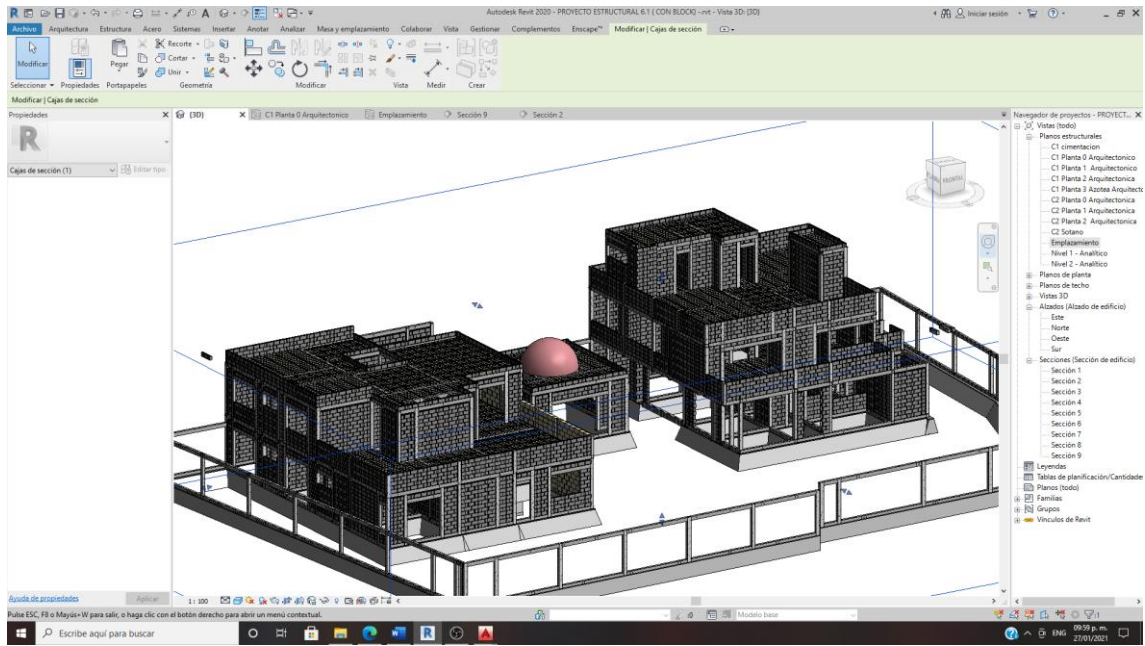 Autodesk Revit 2020 - PROYECTO ESTRUCTURAL 6.1 ( CON BLOCK) -.rvt - Vista 3D: {3D}
Iniciar sesión
Archivo Arquitectura Estructura Acero Sistemas Insertar Anotar Analizar Masa y emplazamiento Colaborar Vista Gestionar Complementos Enscape™ Modificar | Cajas de sección
Modificar
Pegar
Recorte
Cortar
Unir
Seleccionar Propiedades Portapapeles Geometría Modificar Vista Medir Crear
Modificar | Cajas de sección
Propiedades
R
Cajas de sección (1)
Editar tipo
{3D}
C1 Planta 0 Arquitectonico
Emplazamiento
Sección 9
Sección 2
FRONTAL
Navegador de proyectos - PROYECT...
Vistas (todo)
Planos estructurales
C1 cimentacion
C1 Planta 0 Arquitectonico
C1 Planta 1 Arquitectonico
C1 Planta 2 Arquitectonica
C1 Planta 3 Azotea Arquitecto
C2 Planta 0 Arquitectonica
C2 Planta 1 Arquitectonica
C2 Planta 2 Arquitectonica
C2 Sotano
Emplazamiento
Nivel 1 - Analítico
Nivel 2 - Analítico
Planos de planta
Planos de techo
Vistas 3D
Alzados (Alzado de edificio)
Este
Norte
Oeste
Sur
Secciones (Sección de edificio)
Sección 1
Sección 2
Sección 3
Sección 4
Sección 5
Sección 6
Sección 7
Sección 8
Sección 9
Leyendas
Tablas de planificación/Cantidades
Planos (todo)
Familias
Grupos
Vínculos de Revit
Ayuda de propiedades
Aplicar
1 : 100
Pulse ESC, F8 o Mayús+W para salir, o haga clic con el botón derecho para abrir un menú contextual.
:0
Modelo base
:1
Escribe aquí para buscar
ENG
09:59 p. m.
27/01/2021